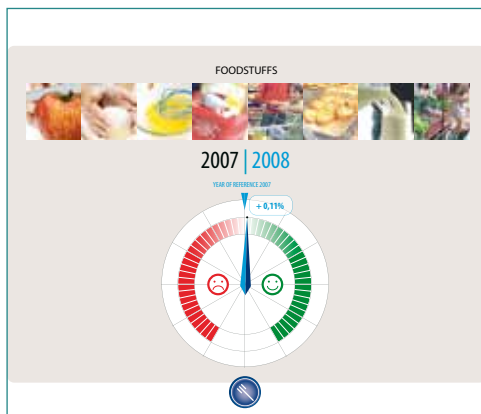 FOODSTUFFS
2007 | 2008
YEAR OF REFERENCE 2007
+ 0,11%